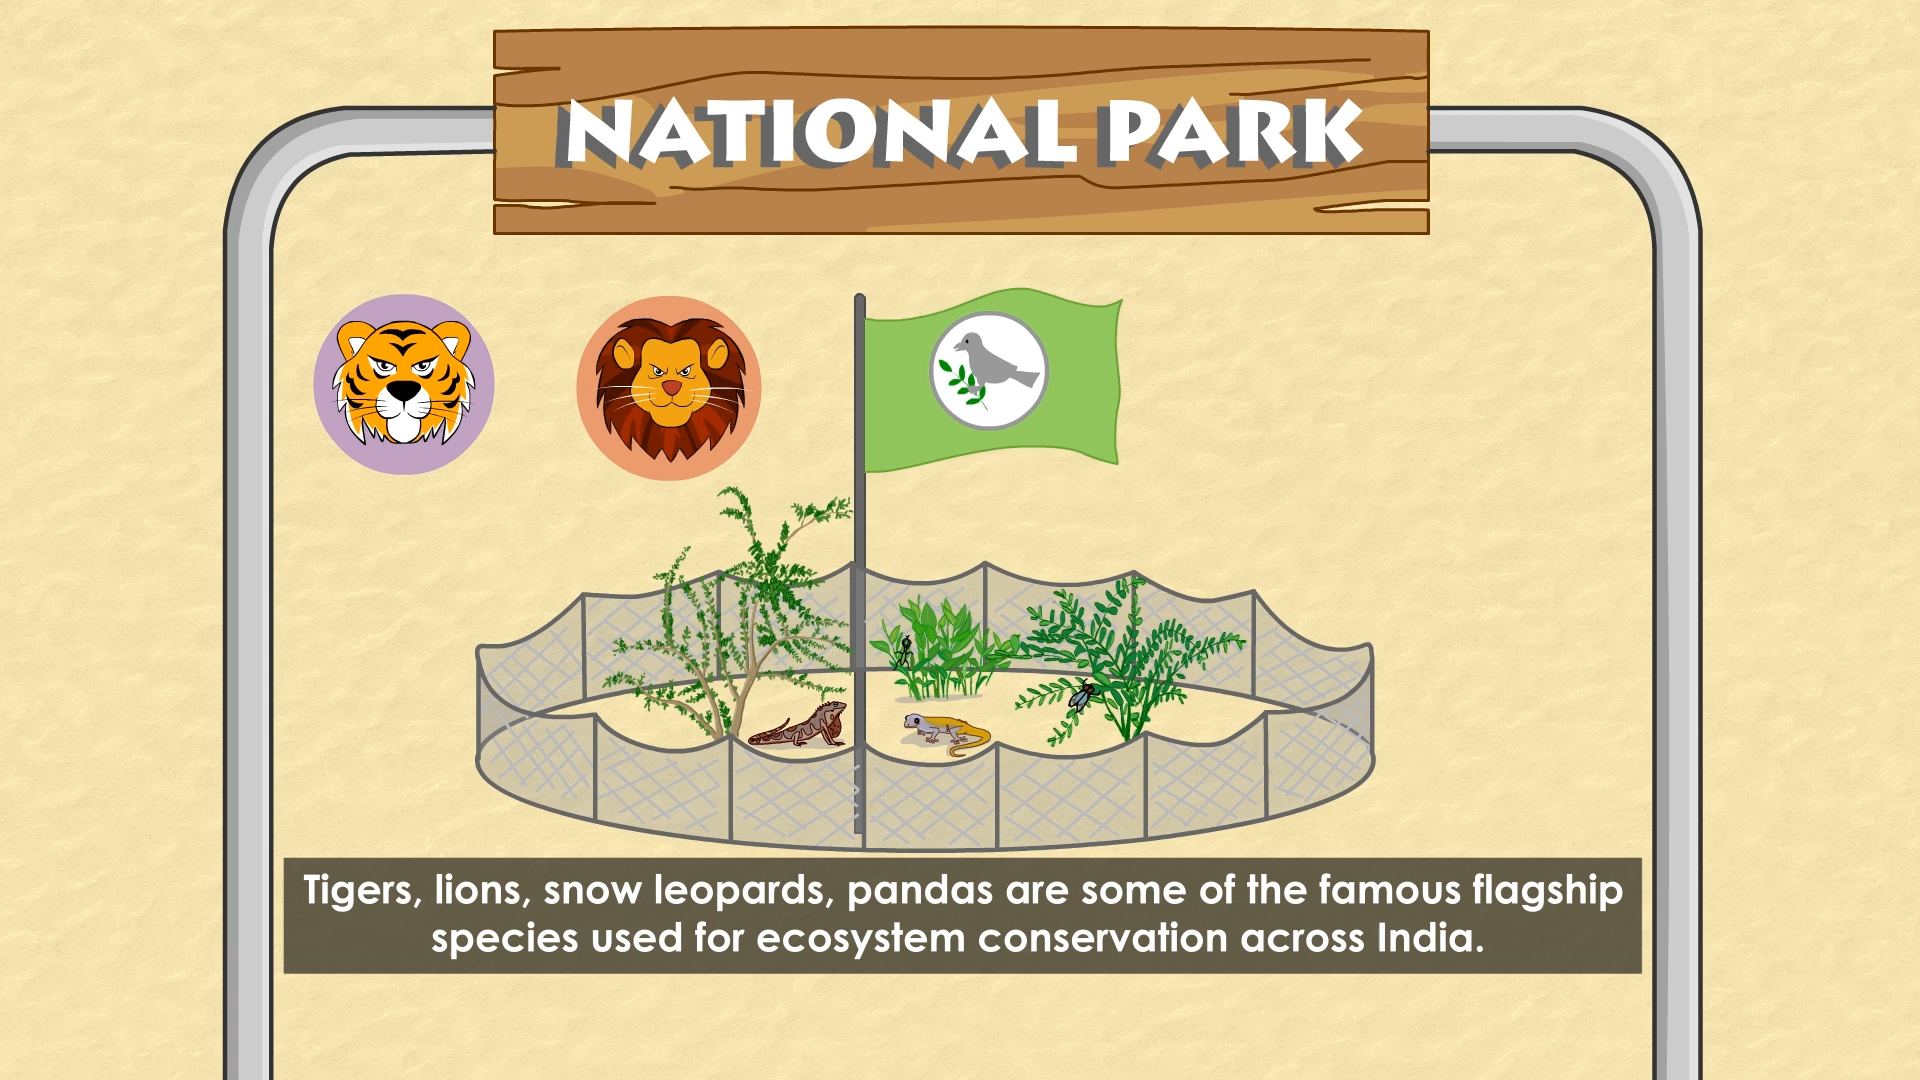 NATIONAL PARK
Tigers, lions, snow leopards, pandas are some of the famous flagship
species used for ecosystem conservation across India.